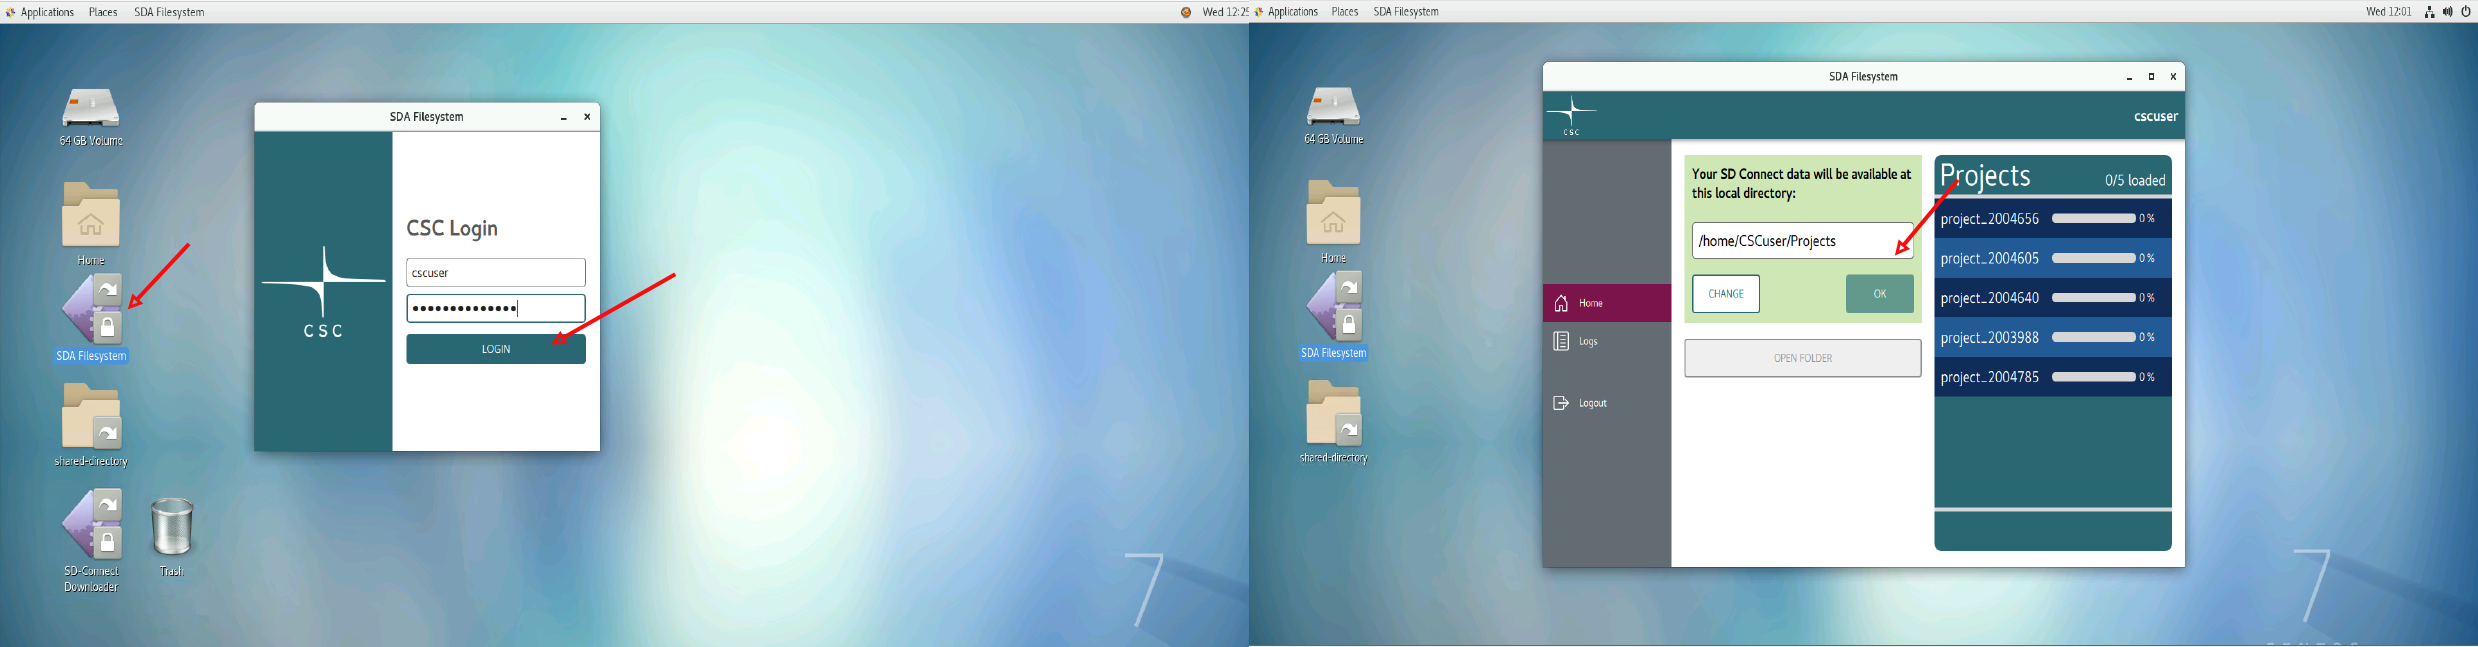 Applications Places SDA Filesystem
Wed 12:25
64 GB Volume
Home
SDA Filesystem
shared-directory
SD-Connect
Downloader
Trash
SDA Filesystem
CSC
CSC Login
cscuser
LOGIN
7
Applications Places SDA Filesystem
Wed 12:01
64 GB Volume
Home
SDA Filesystem
shared-directory
SDA Filesystem
CSC
cscuser
Home
Logs
Logout
Your SD Connect data will be available at
this local directory:
/home/CSCuser/Projects
CHANGE OK
OPEN FOLDER
Projects 0/5 loaded
project_2004656 0 %
project_2004605 0 %
project_2004640 0 %
project_2003988 0 %
project_2004785 0 %
7